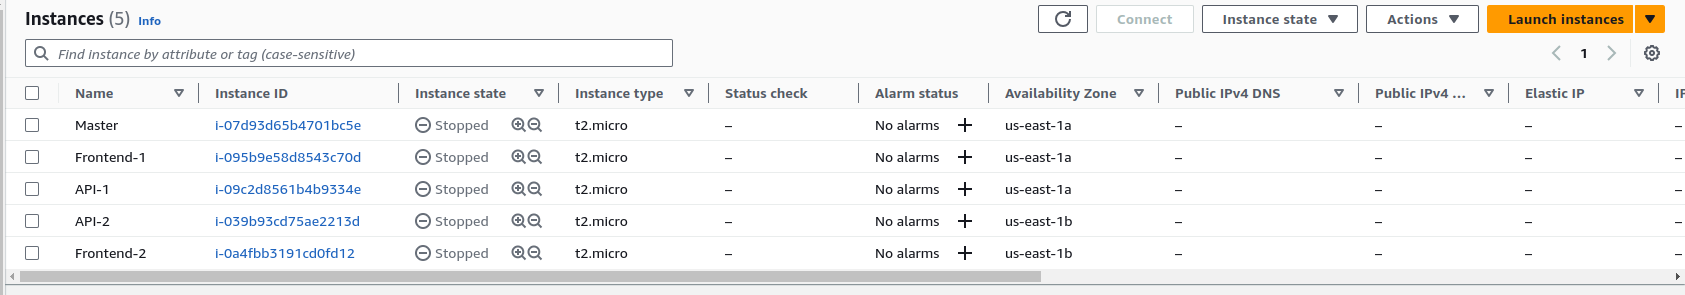 Instances (5) Info Connect Instance state Actions Launch instances
Find instance by attribute or tag (case-sensitive) 1
Name Instance ID Instance state Instance type Status check Alarm status Availability Zone Public IPv4 DNS Public IPv4 ... Elastic IP IP
Master i-07d93d65b4701bc5e Stopped t2.micro – No alarms + us-east-1a – – – –
Frontend-1 i-095b9e58d8543c70d Stopped t2.micro – No alarms + us-east-1a – – – –
API-1 i-09c2d8561b4b9334e Stopped t2.micro – No alarms + us-east-1a – – – –
API-2 i-039b93cd75ae2213d Stopped t2.micro – No alarms + us-east-1b – – – –
Frontend-2 i-0a4fbb3191cd0fd12 Stopped t2.micro – No alarms + us-east-1b – – – –